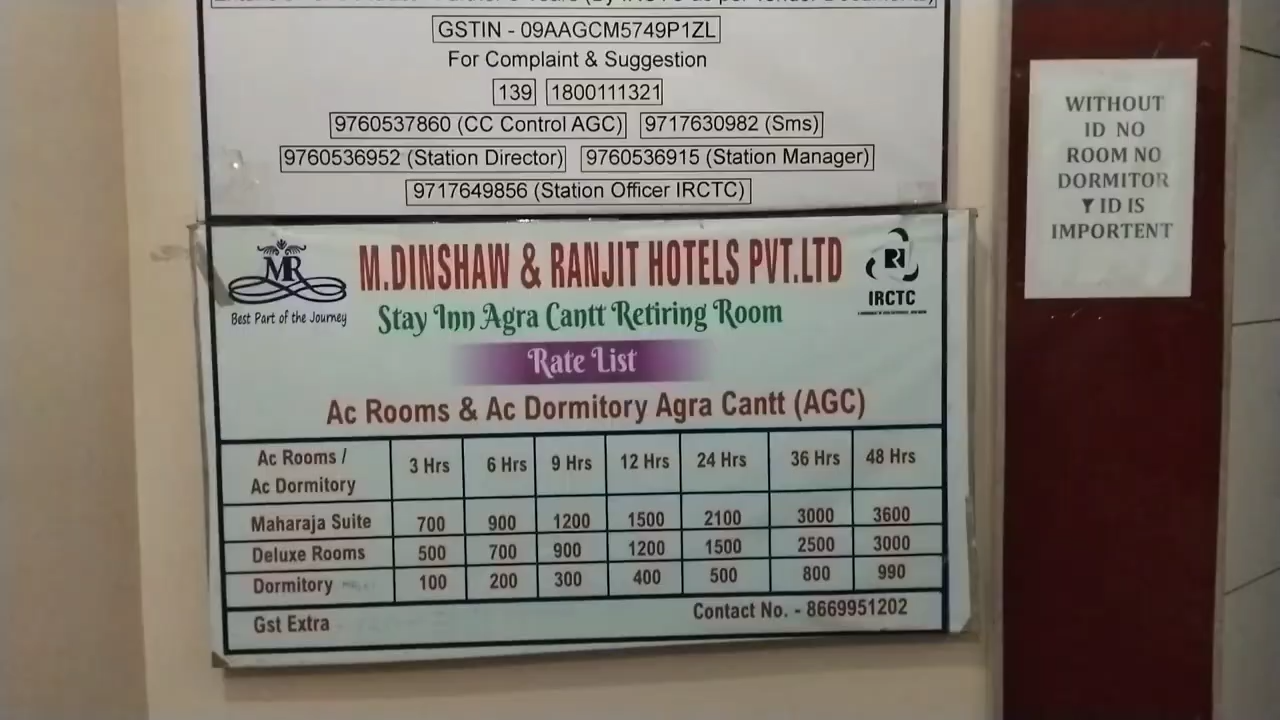 GSTIN - 09AAGCM5749P1ZL
For Complaint & Suggestion
139 1800111321
9760537860 (CC Control AGC) 9717630982 (Sms)
9760536952 (Station Director) 9760536915 (Station Manager)
9717649856 (Station Officer IRCTC)
MR
Best Part of the Journey
M.DINSHAW & RANJIT HOTELS PVT.LTD
Stay Inn Agra Cantt Retiring Room
IRCTC
Rate List
Ac Rooms & Ac Dormitory Agra Cantt (AGC)
Ac Rooms /
Ac Dormitory
3 Hrs 6 Hrs 9 Hrs 12 Hrs 24 Hrs 36 Hrs 48 Hrs
Maharaja Suite 700 900 1200 1500 2100 3000 3600
Deluxe Rooms 500 700 900 1200 1500 2500 3000
Dormitory 100 200 300 400 500 800 990
Gst Extra Contact No. - 8669951202
WITHOUT
ID NO
ROOM NO
DORMITOR
Y ID IS
IMPORTENT